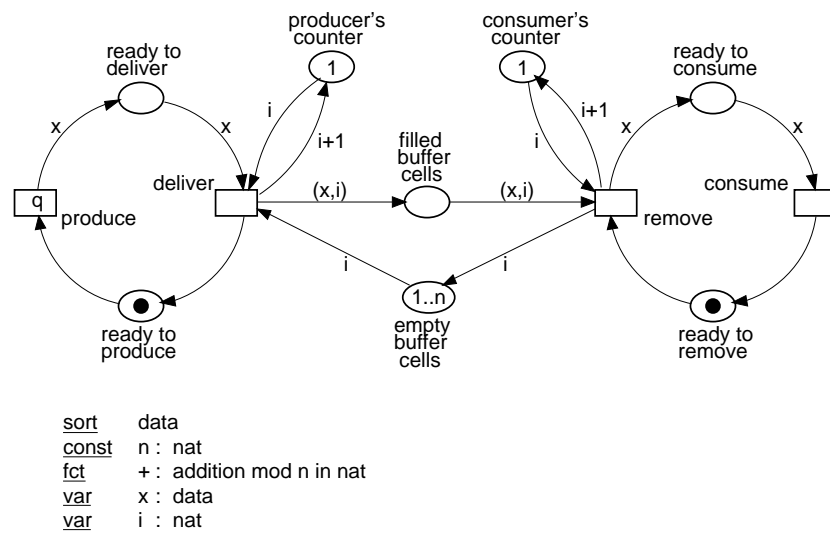 producer's
counter
consumer's
counter
ready to
deliver
1
1
ready to
consume
x
x
i
i+1
filled
buffer
cells
i
i+1
x
x
deliver
consume
q
produce
(x,i)
(x,i)
remove
i
i
1..n
ready to
produce
empty
buffer
cells
ready to
remove
sort data
const n : nat
fct + : addition mod n in nat
var x : data
var i : nat